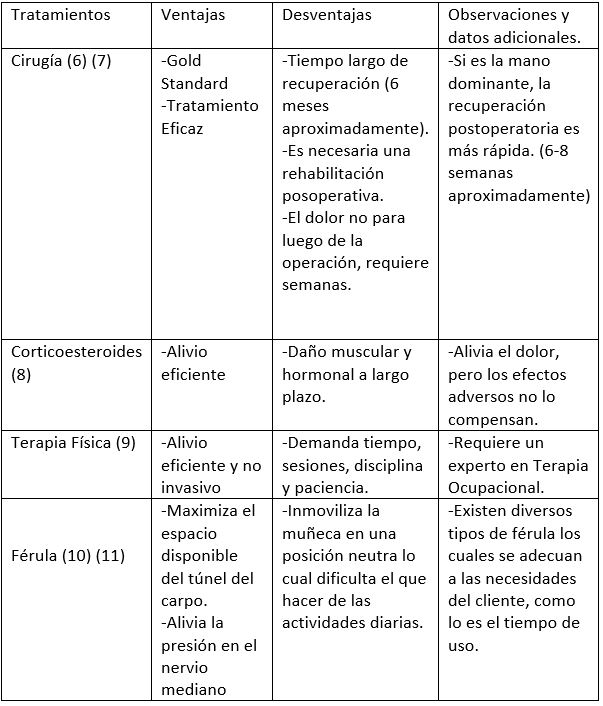 Tratamientos
Ventajas
Desventajas
Observaciones y
datos adicionales.
Cirugía (6) (7)
-Gold
Standard
-Tratamiento
Eficaz
-Tiempo largo de
recuperación (6
meses
aproximadamente).
-Es necesaria una
rehabilitación
posoperativa.
-El dolor no para
luego de la
operación, requiere
semanas.
-Si es la mano
dominante, la
recuperación
postoperatoria es
más rápida. (6-8
semanas
aproximadamente)
Corticoesteroides
(8)
-Alivio
eficiente
-Daño muscular y
hormonal a largo
plazo.
-Alivia el dolor,
pero los efectos
adversos no lo
compensan.
Terapia Física (9)
-Alivio
eficiente y no
invasivo
-Demanda tiempo,
sesiones, disciplina
y paciencia.
-Requiere un
experto en Terapia
Ocupacional.
Férula (10) (11)
-Maximiza el
espacio
disponible
del túnel del
carpo.
-Alivia la
presión en el
nervio
mediano
-Inmoviliza la
muñeca en una
posición neutra lo
cual dificulta el que
hacer de las
actividades diarias.
-Existen diversos
tipos de férula los
cuales se adecuan
a las necesidades
del cliente, como
lo es el tiempo de
uso.